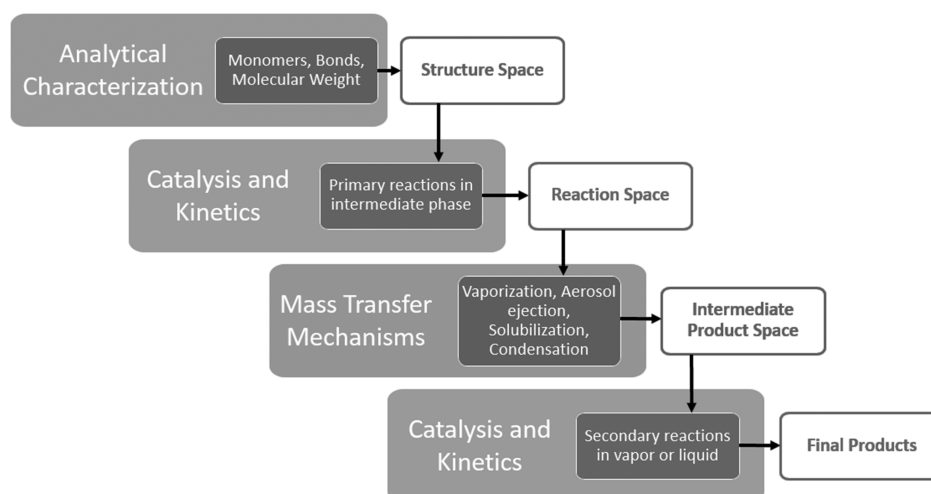 Analytical
Characterization
Monomers, Bonds,
Molecular Weight
Structure Space
Catalysis and
Kinetics
Primary reactions in
intermediate phase
Reaction Space
Mass Transfer
Mechanisms
Vaporization, Aerosol
ejection,
Solubilization,
Condensation
Intermediate
Product Space
Catalysis and
Kinetics
Secondary reactions
in vapor or liquid
Final Products